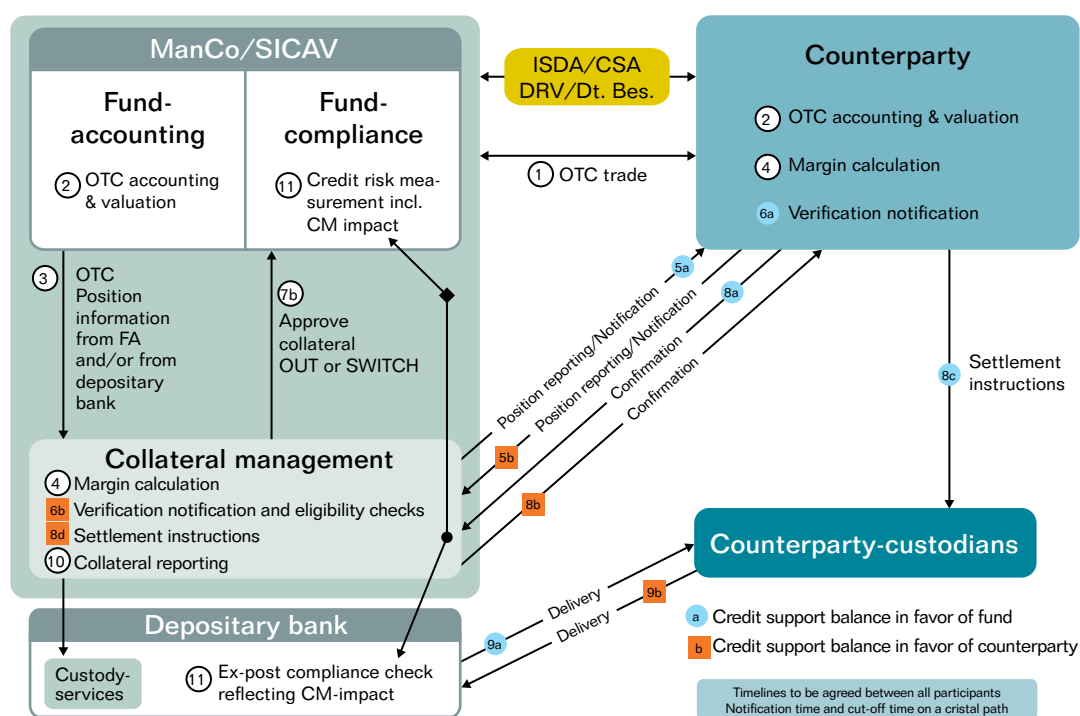 ManCo/SICAV
Fund-
accounting
2 OTC accounting
& valuation
Fund-
compliance
11 Credit risk mea-
surement incl.
CM impact
ISDA/CSA
DRV/Dt. Bes.
1 OTC trade
Counterparty
2 OTC accounting & valuation
4 Margin calculation
6a Verification notification
3 OTC
Position
information
from FA
and/or from
depositary
bank
7b
Approve
collateral
OUT or SWITCH
5a
Position reporting/Notification
5b
Position reporting/Notification
8a
Confirmation
8b
Confirmation
8c Settlement
instructions
Collateral management
4 Margin calculation
6b Verification notification and eligibility checks
8d Settlement instructions
10 Collateral reporting
Counterparty-custodians
9a Delivery
Delivery 9b
Depositary bank
Custody-
services
11 Ex-post compliance check
reflecting CM-impact
a Credit support balance in favor of fund
b Credit support balance in favor of counterparty
Timelines to be agreed between all participants
Notification time and cut-off time on a cristal path